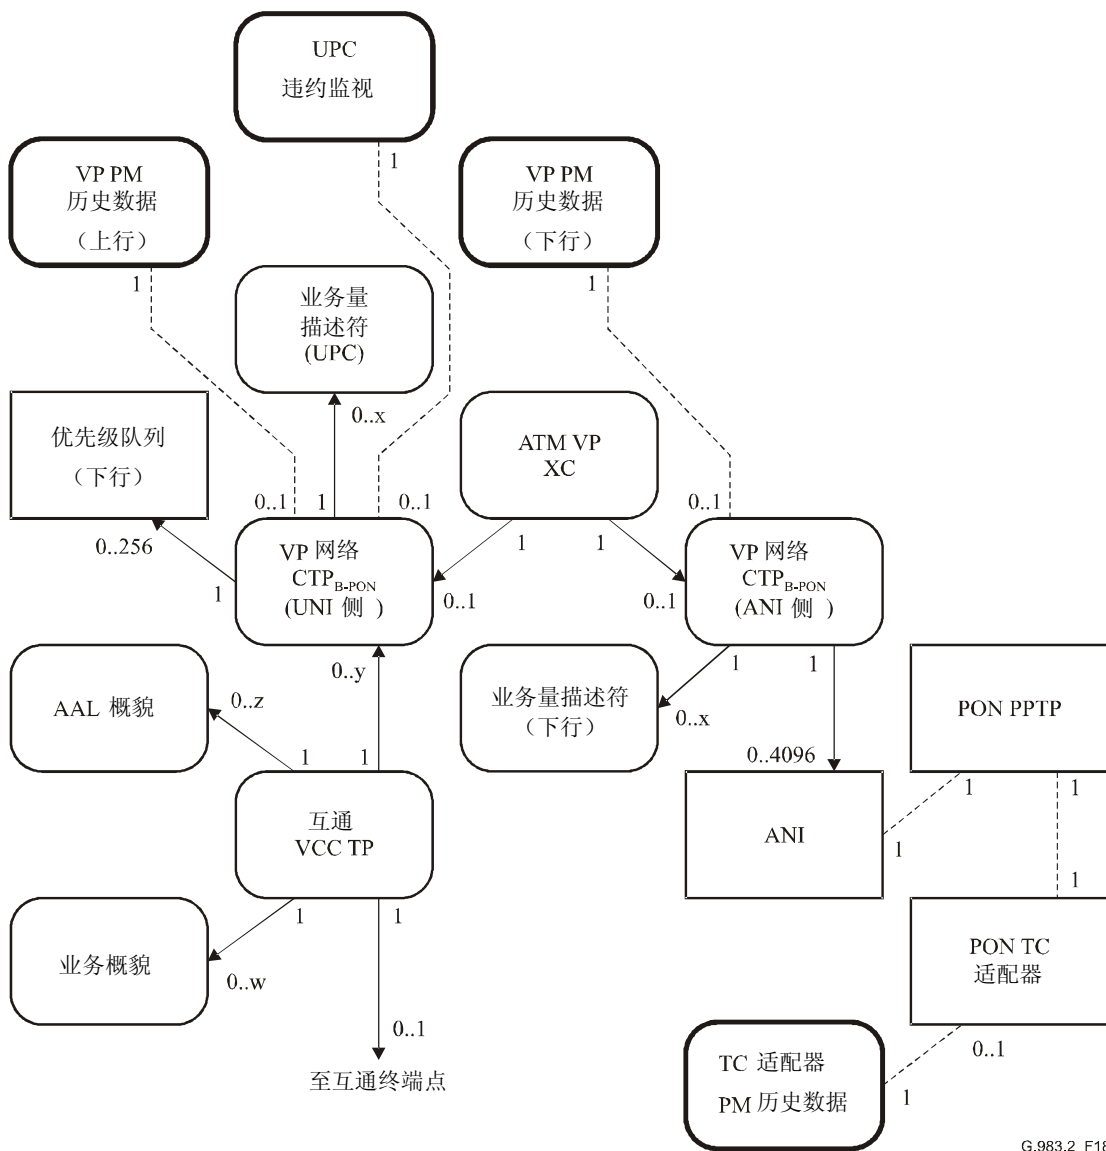 UPC
违约监视
1
VP PM
历史数据
（上行）
1
VP PM
历史数据
（下行）
1
业务量
描述符
(UPC)
0..x
优先级队列
（下行）
0..256
ATM VP
XC
0..1
1
0..1
0..1
1
1
1
VP 网络
CTPB-PON
(UNI 侧 )
0..1
0..1
VP 网络
CTPB-PON
(ANI 侧 )
0..y
1
1
AAL 概貌
0..z
业务量描述符
（下行）
0..x
PON PPTP
1
1
0..4096
1
1
互通
VCC TP
ANI
1
1
1
1
业务概貌
0..w
PON TC
适配器
0..1
0..1
至互通终端点
TC 适配器
PM 历史数据
1
G.983.2_F18